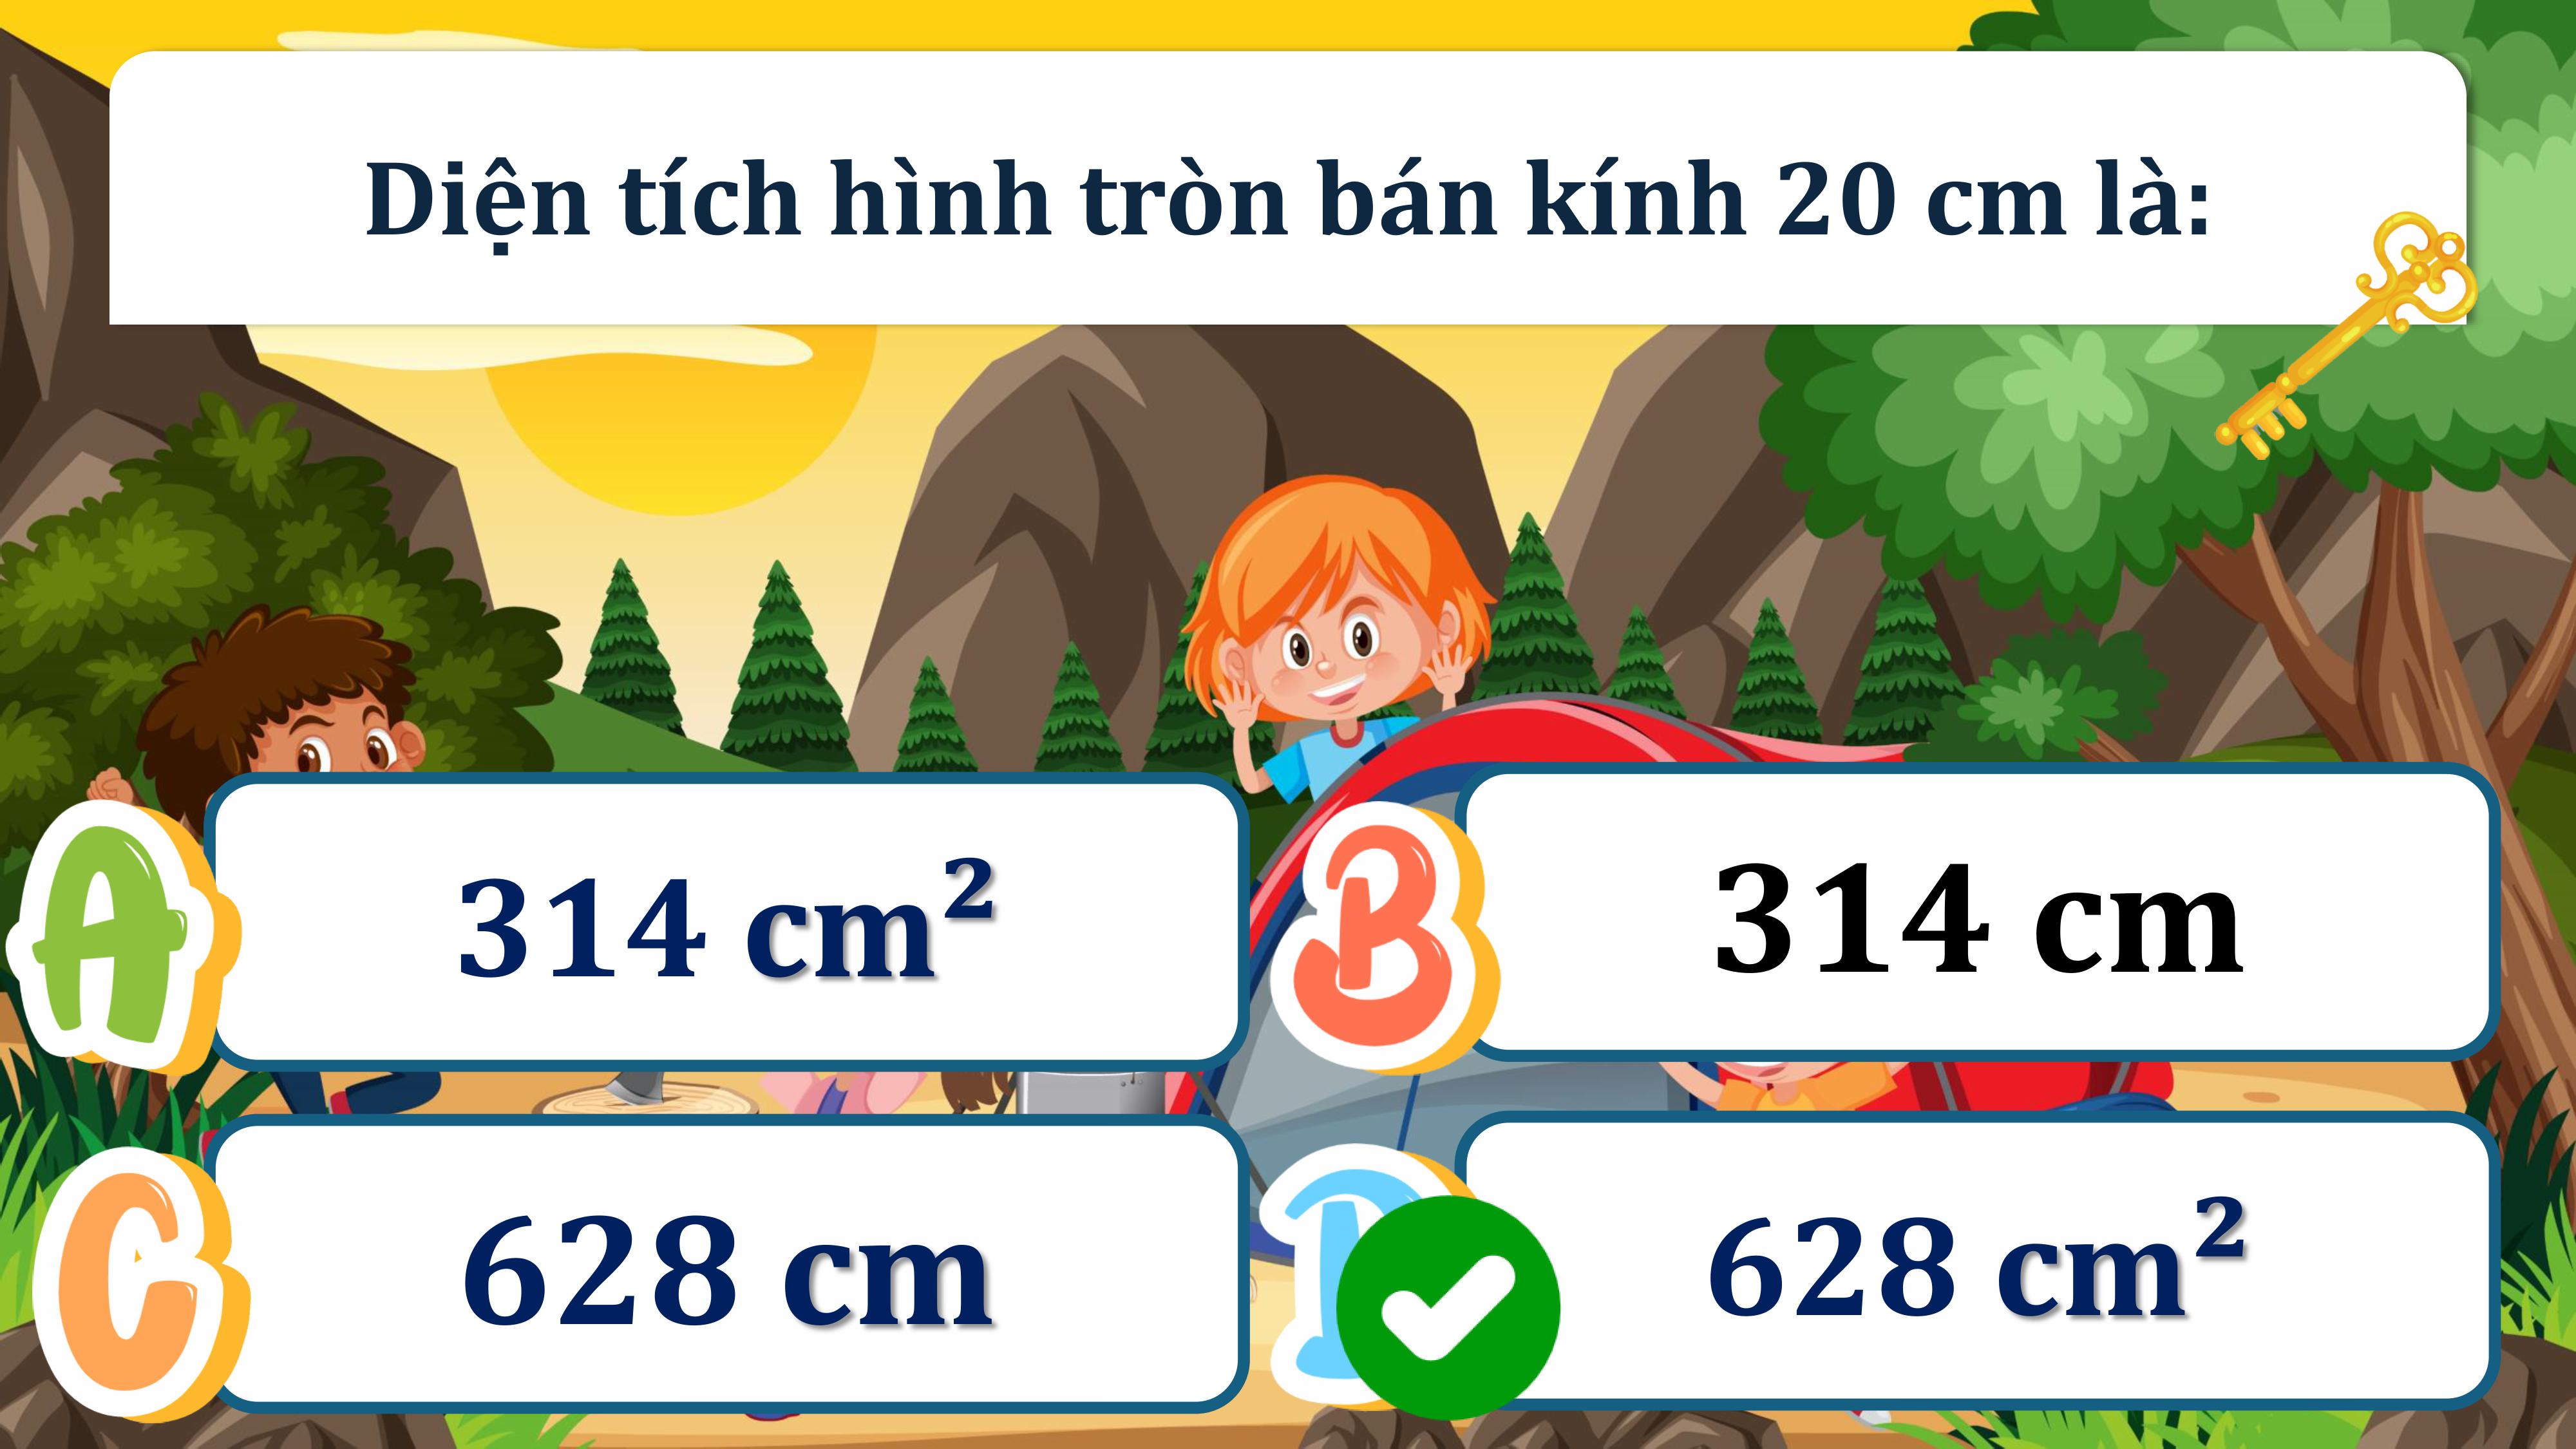 Diện tích hình tròn bán kính 20 cm là:
A 314 cm²
B 314 cm
C 628 cm
D 628 cm²